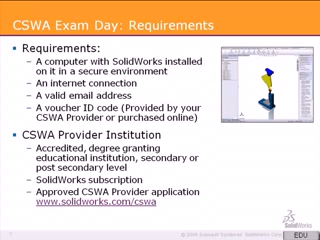 CSWA Exam Day: Requirements
▪ Requirements:
– A computer with SolidWorks installed
on it in a secure environment
– An internet connection
– A valid email address
– A voucher ID code (Provided by your
CSWA Provider or purchased online)
▪ CSWA Provider Institution
– Accredited, degree granting
educational institution, secondary or
post secondary level
– SolidWorks subscription
– Approved CSWA Provider application
www.solidworks.com/cswa
SolidWorks
EDU